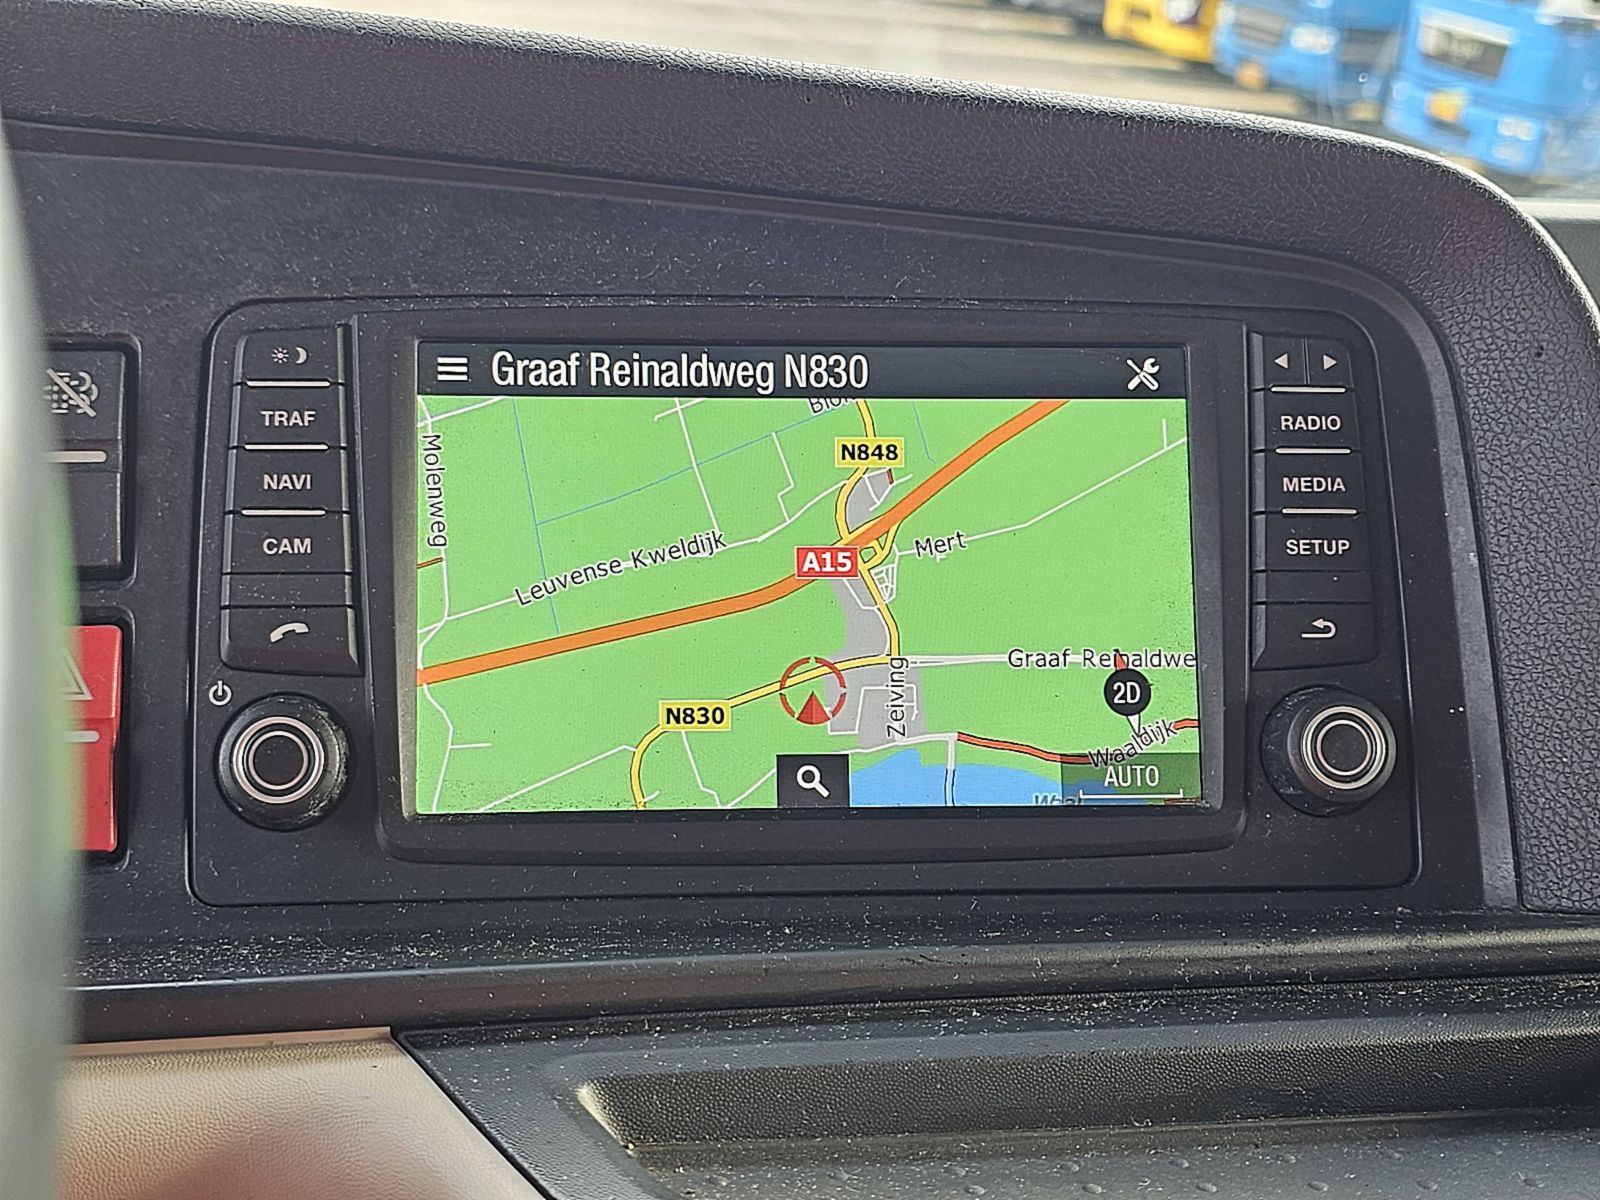 Graaf Reinaldweg N830
TRAF
NAVI
CAM
RADIO
MEDIA
SETUP
N848
Molenweg
Leuvense Kweldijk
A15
Mert
Graaf Reinaldwe
2D
N830
Zeiving
Waaldijk
AUTO